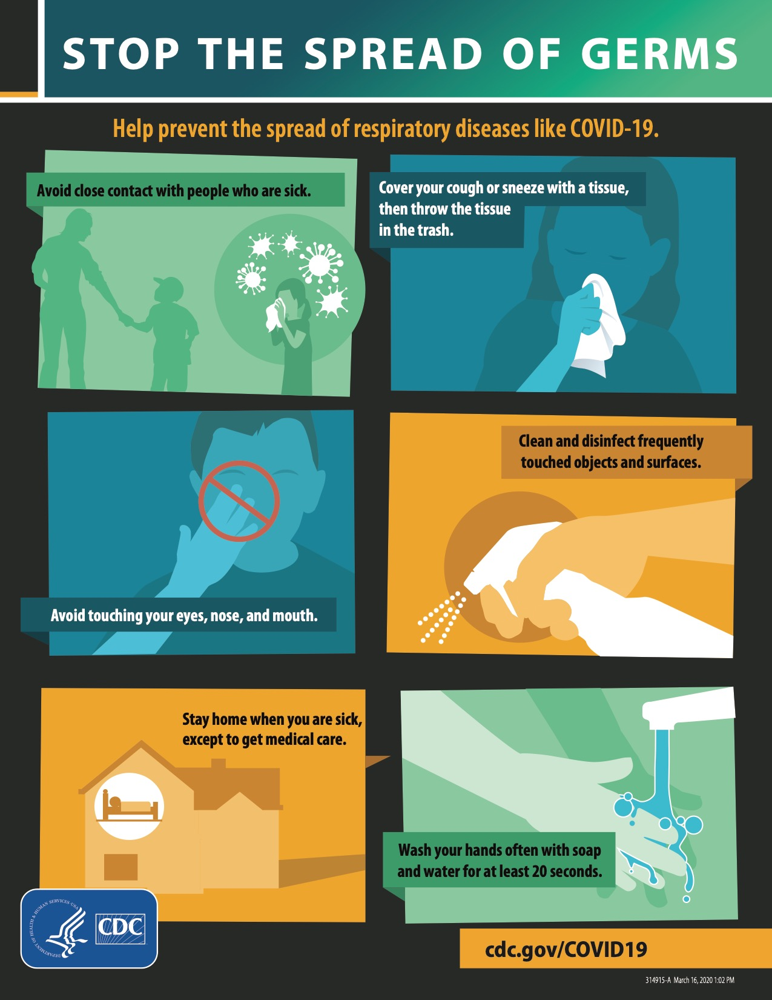 STOP THE SPREAD OF GERMS
Help prevent the spread of respiratory diseases like COVID-19.
Avoid close contact with people who are sick.
Cover your cough or sneeze with a tissue,
then throw the tissue
in the trash.
Avoid touching your eyes, nose, and mouth.
Clean and disinfect frequently
touched objects and surfaces.
Stay home when you are sick,
except to get medical care.
Wash your hands often with soap
and water for at least 20 seconds.
DEPARTMENT OF HEALTH & HUMAN SERVICES·USA
CDC
cdc.gov/COVID19
314915-A March 16, 2020 1:02 PM